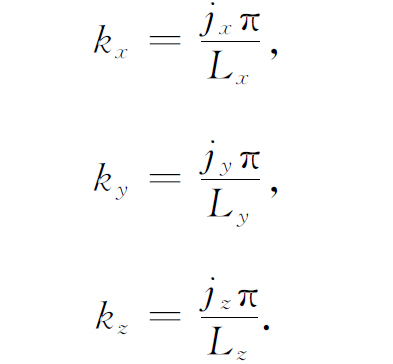 k_x = j_x π / L_x ,
k_y = j_y π / L_y ,
k_z = j_z π / L_z .